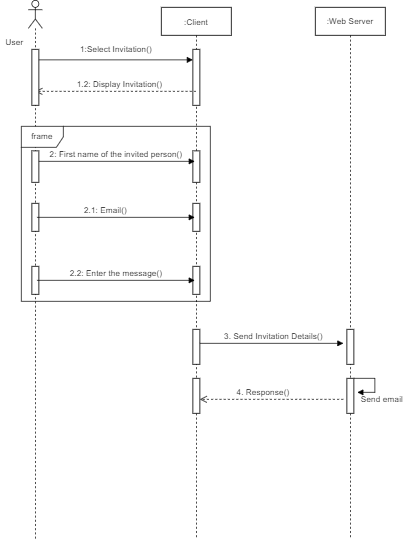 :Client
:Web Server
User
1:Select Invitation()
1.2: Display Invitation()
frame
2: First name of the invited person()
2.1: Email()
2.2: Enter the message()
3. Send Invitation Details()
4. Response()
Send email